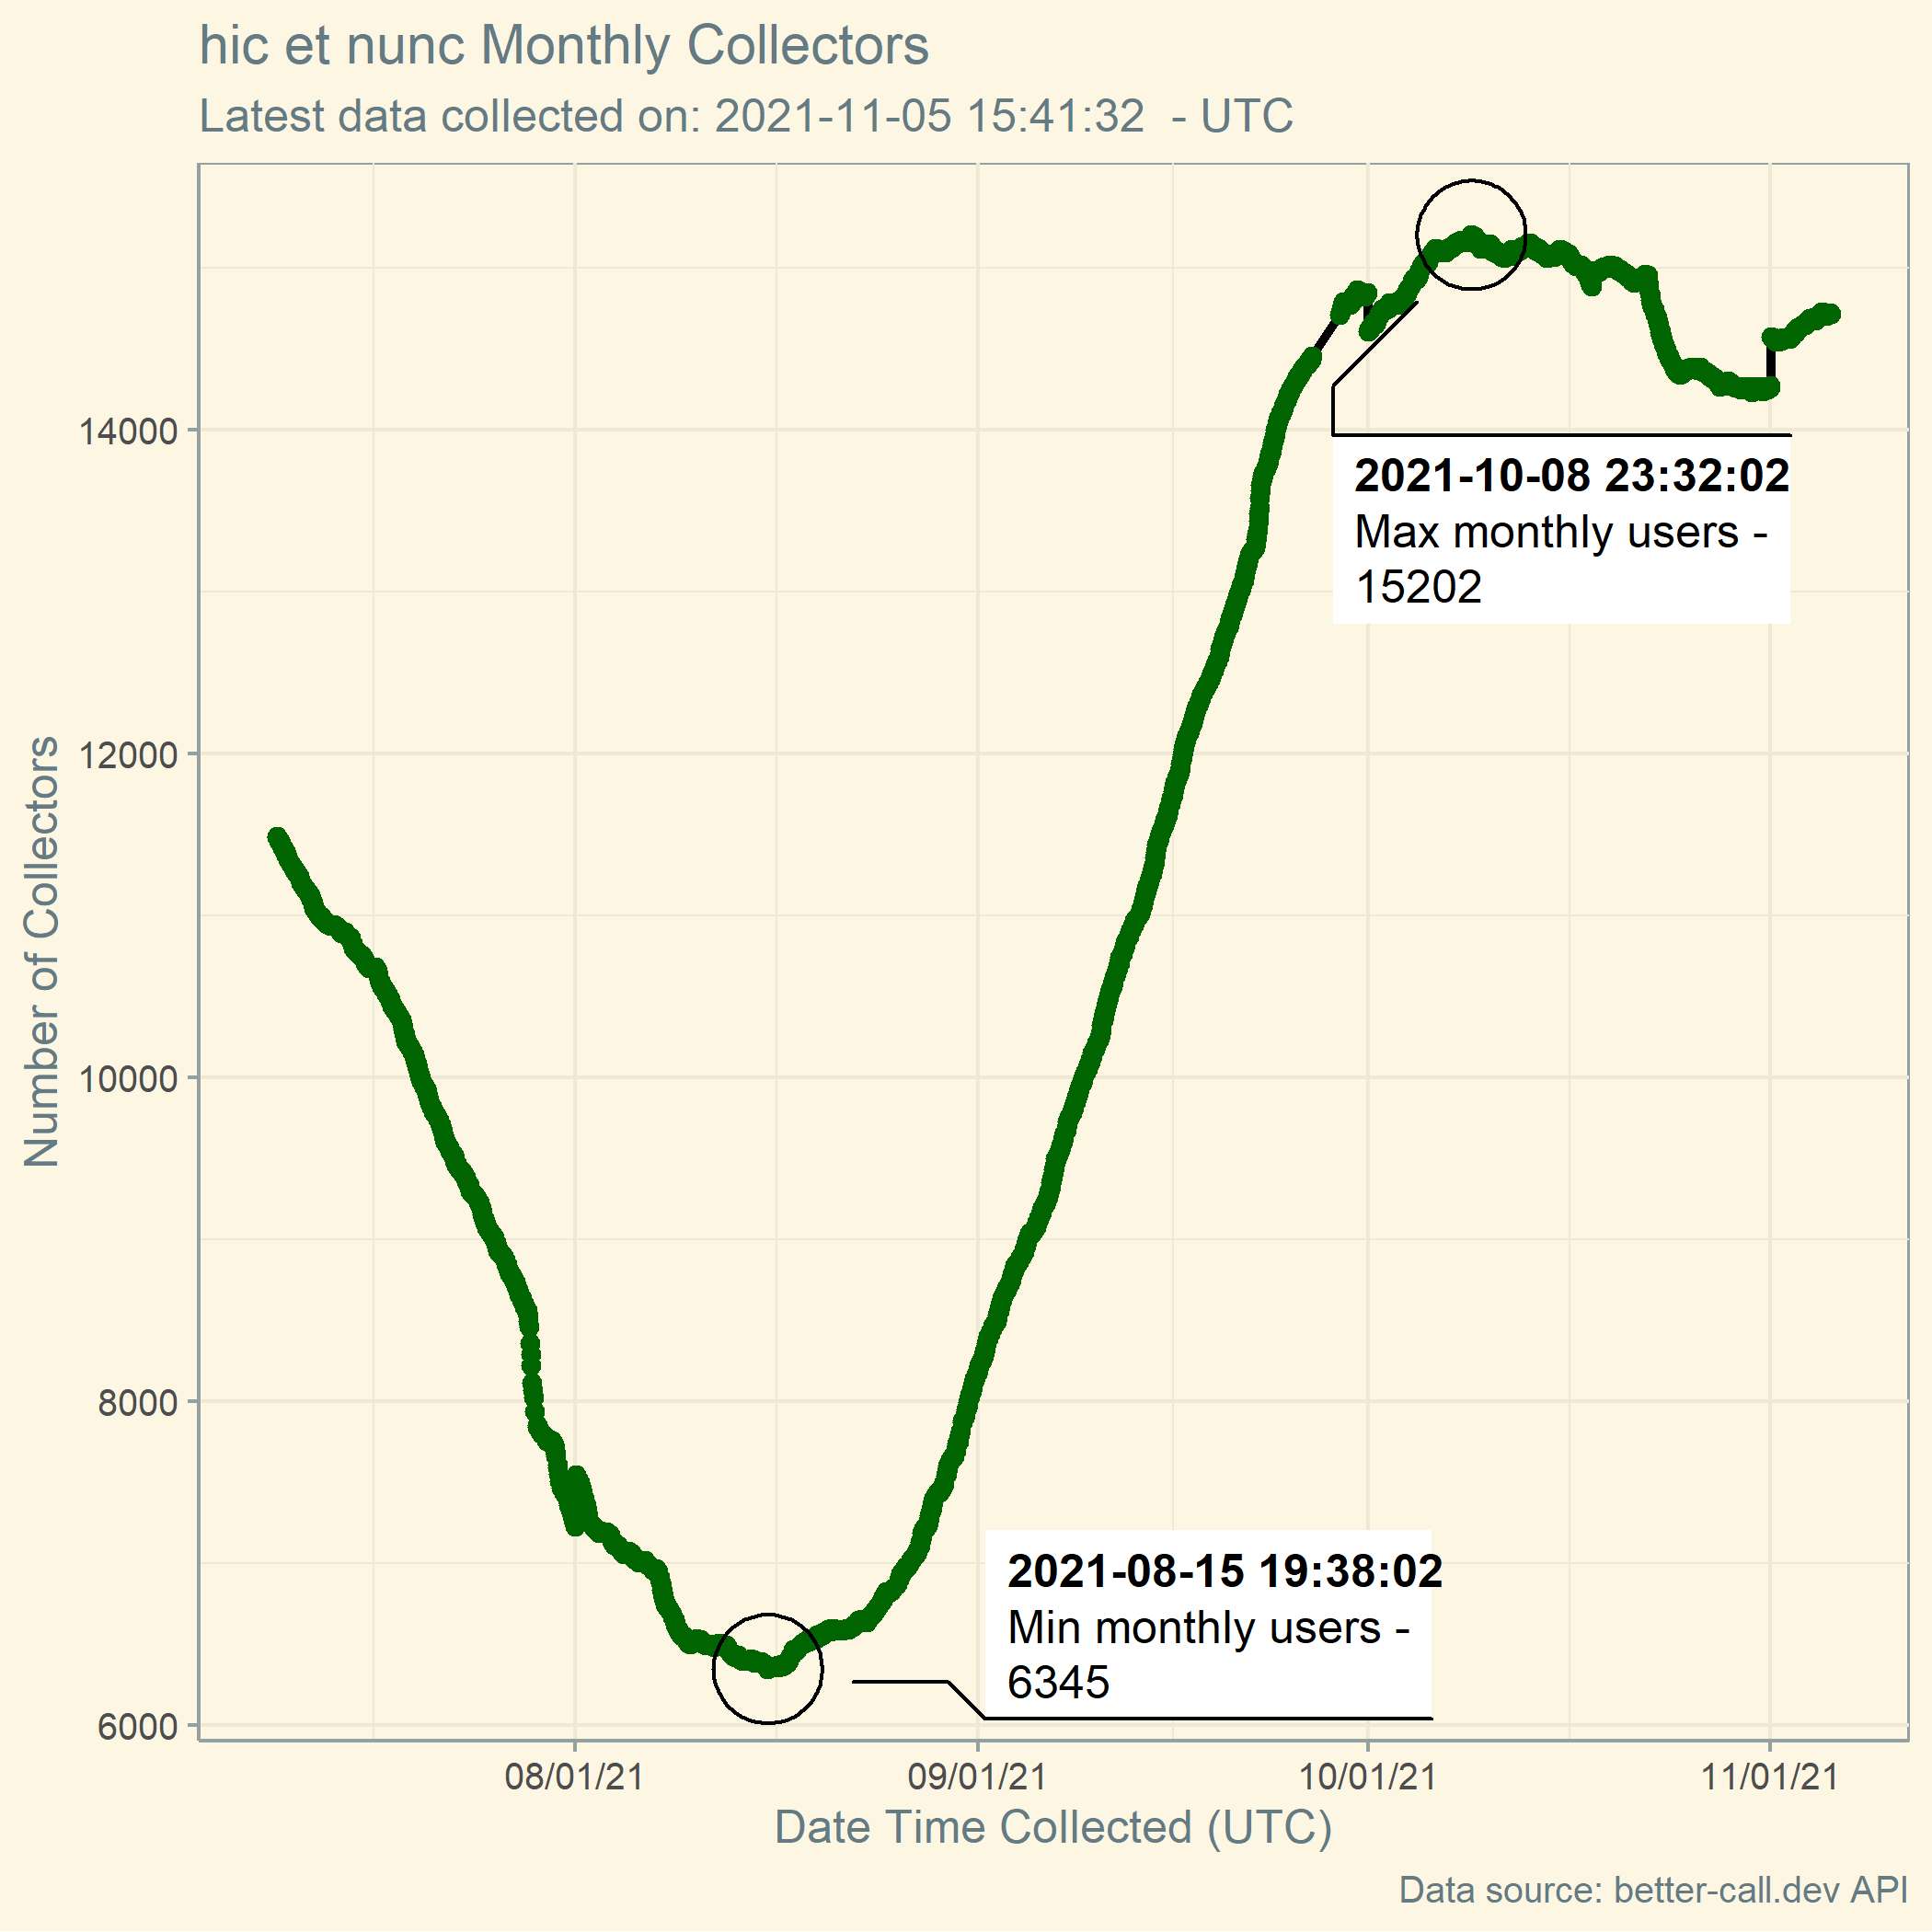 hic et nunc Monthly Collectors
Latest data collected on: 2021-11-05 15:41:32  - UTC
Number of Collectors
14000
12000
10000
8000
6000
2021-10-08 23:32:02
Max monthly users -
15202
2021-08-15 19:38:02
Min monthly users -
6345
08/01/21 09/01/21 10/01/21 11/01/21
Date Time Collected (UTC)
Data source: better-call.dev API